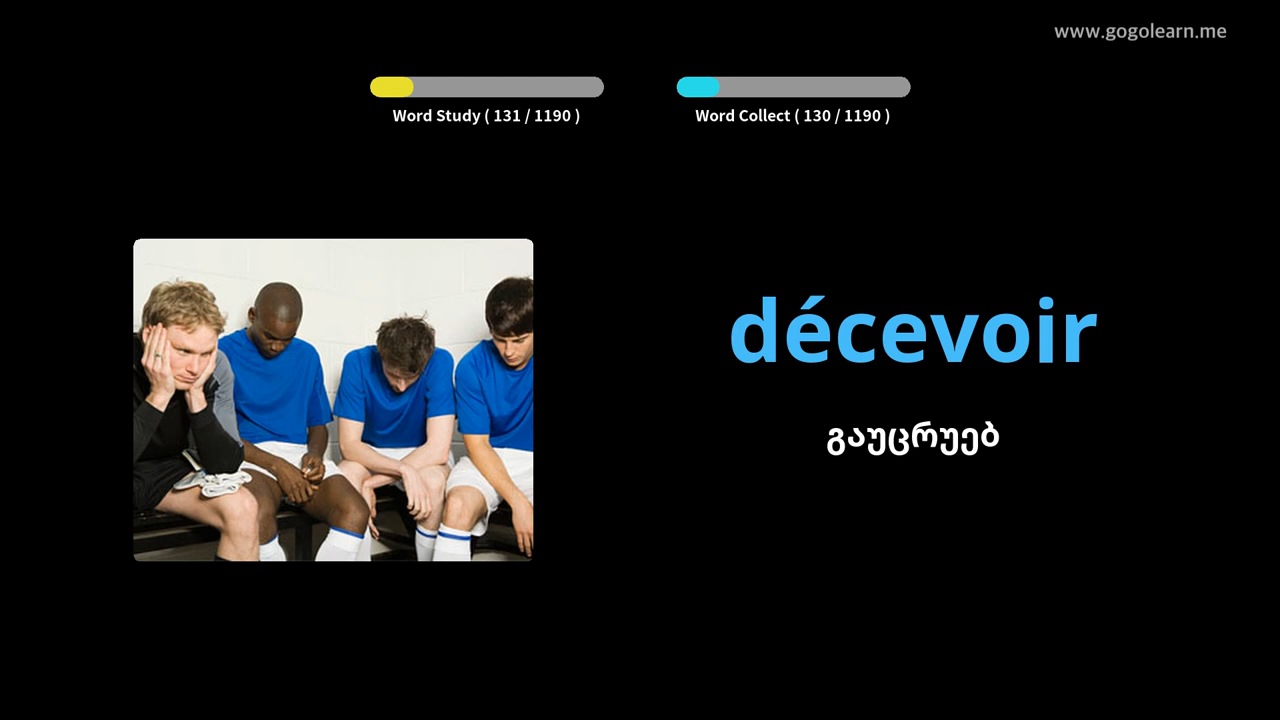 www.gogolearn.me
Word Study ( 131 / 1190 )
Word Collect ( 130 / 1190 )
décevoir
გაუცრუებ